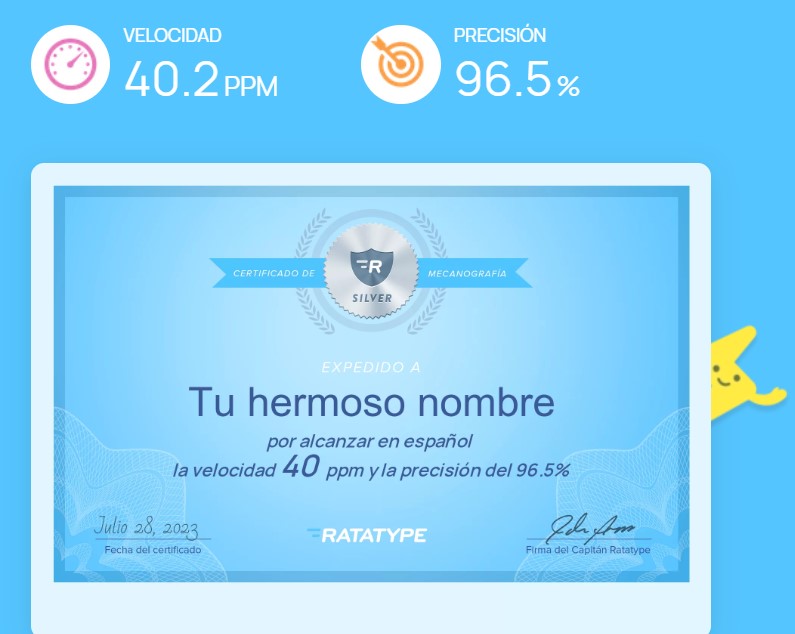 VELOCIDAD
40.2 PPM
PRECISIÓN
96.5 %
CERTIFICADO DE
R
SILVER
MECANOGRAFÍA
EXPEDIDO A
Tu hermoso nombre
por alcanzar en español
la velocidad 40 ppm y la precisión del 96.5%
Julio 28, 2023
Fecha del certificado
RATATYPE
Firma del Capitán Ratatype